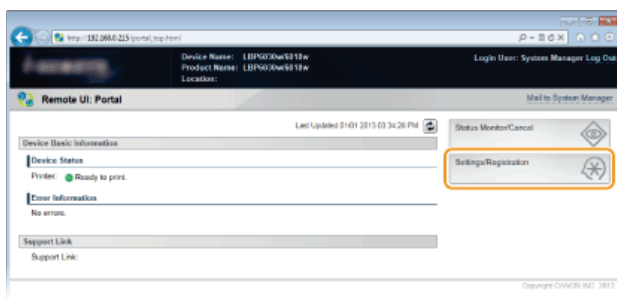 http://192.168.0.215/portal_top.html
Device Name: LBP6030w/6018w
Product Name: LBP6030w/6018w
Location:
Login User: System Manager Log Out
Remote UI: Portal
Mail to System Manager
Last Updated 01/01 2013 03:34:26 PM
Device Basic Information
Device Status
Printer: Ready to print.
Error Information
No errors.
Support Link
Support Link:
Status Monitor/Cancel
Settings/Registration
Copyright CANON INC. 2013